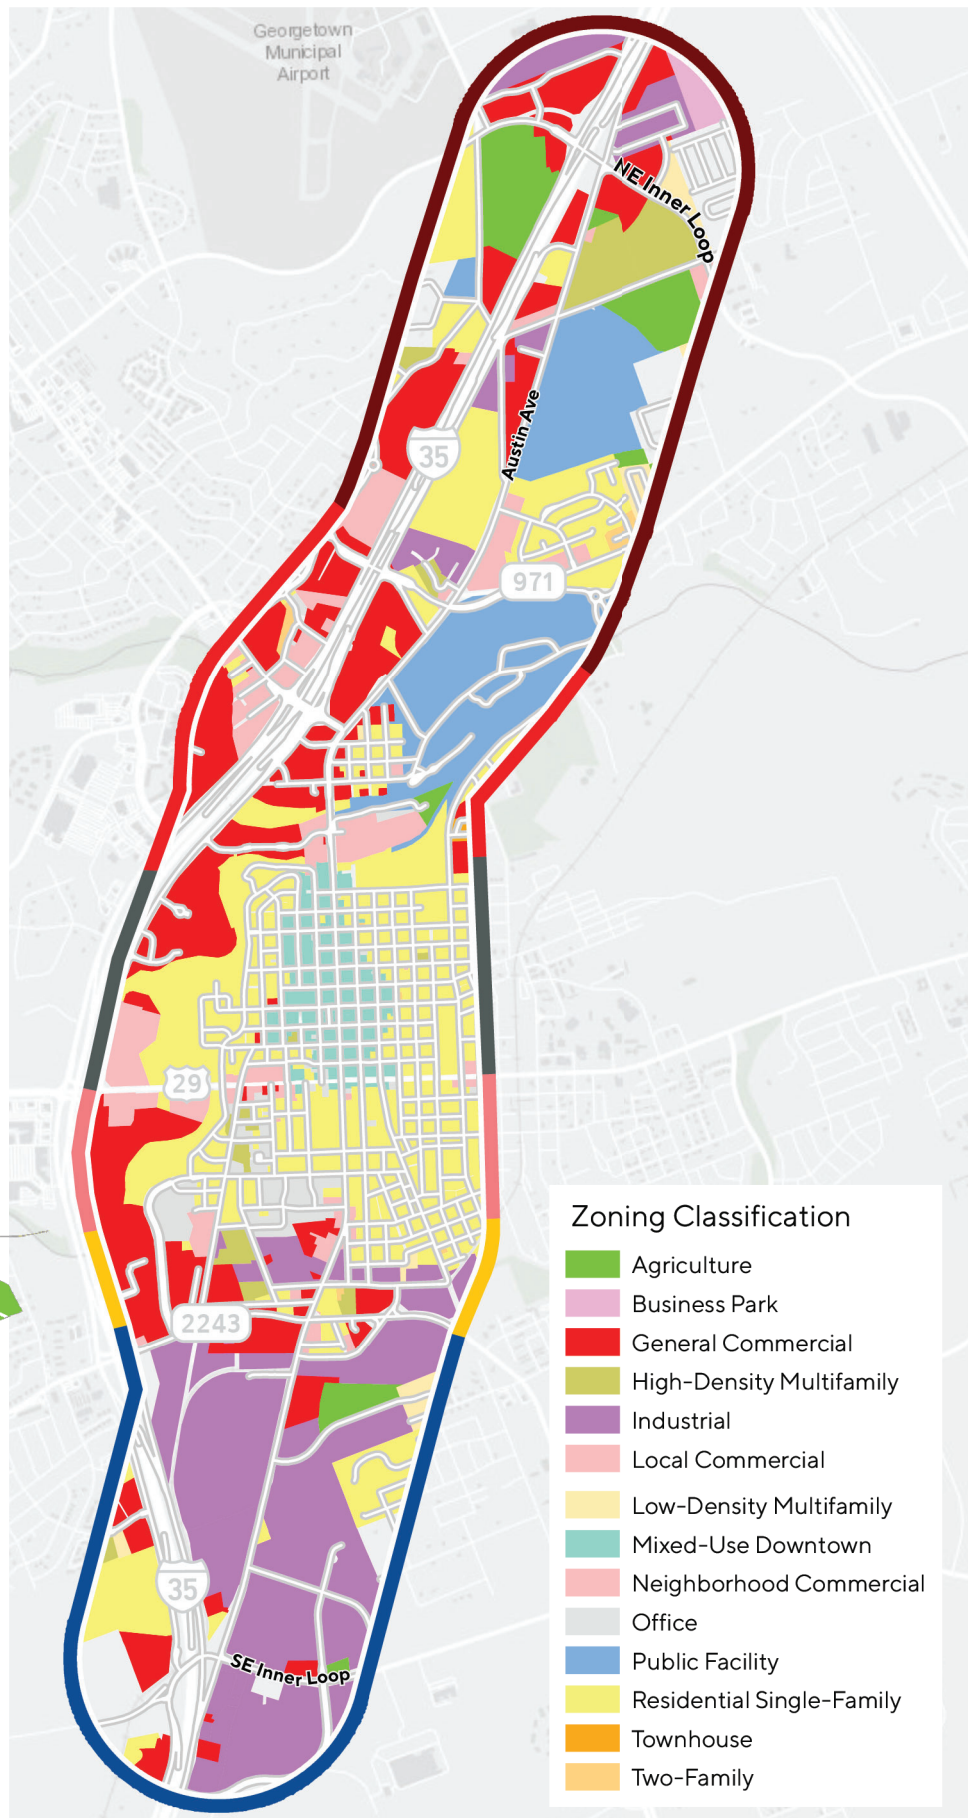 Georgetown
Municipal
Airport
NE Inner Loop
35
Austin Ave
971
29
2243
35
SE Inner Loop
Zoning Classification
Agriculture
Business Park
General Commercial
High-Density Multifamily
Industrial
Local Commercial
Low-Density Multifamily
Mixed-Use Downtown
Neighborhood Commercial
Office
Public Facility
Residential Single-Family
Townhouse
Two-Family